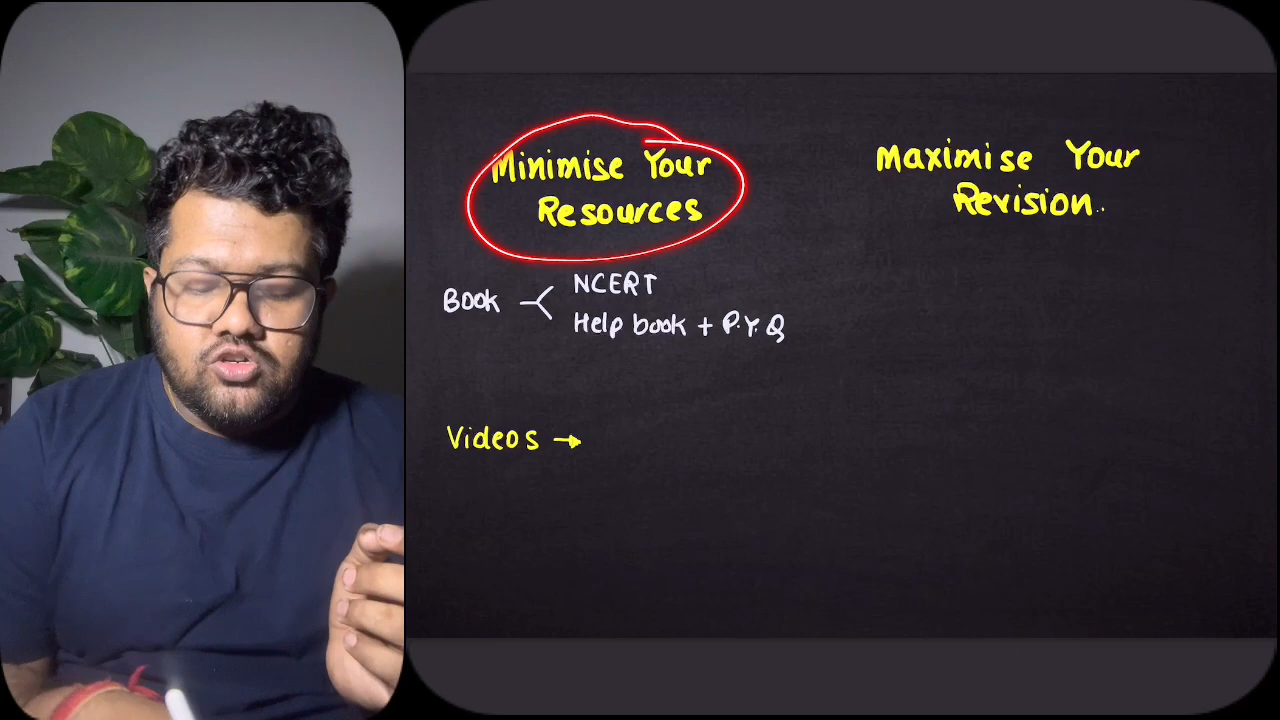 Minimise Your
Resources
Maximise Your
Revision..
Book
NCERT
Help book + P.Y.Q
Videos →